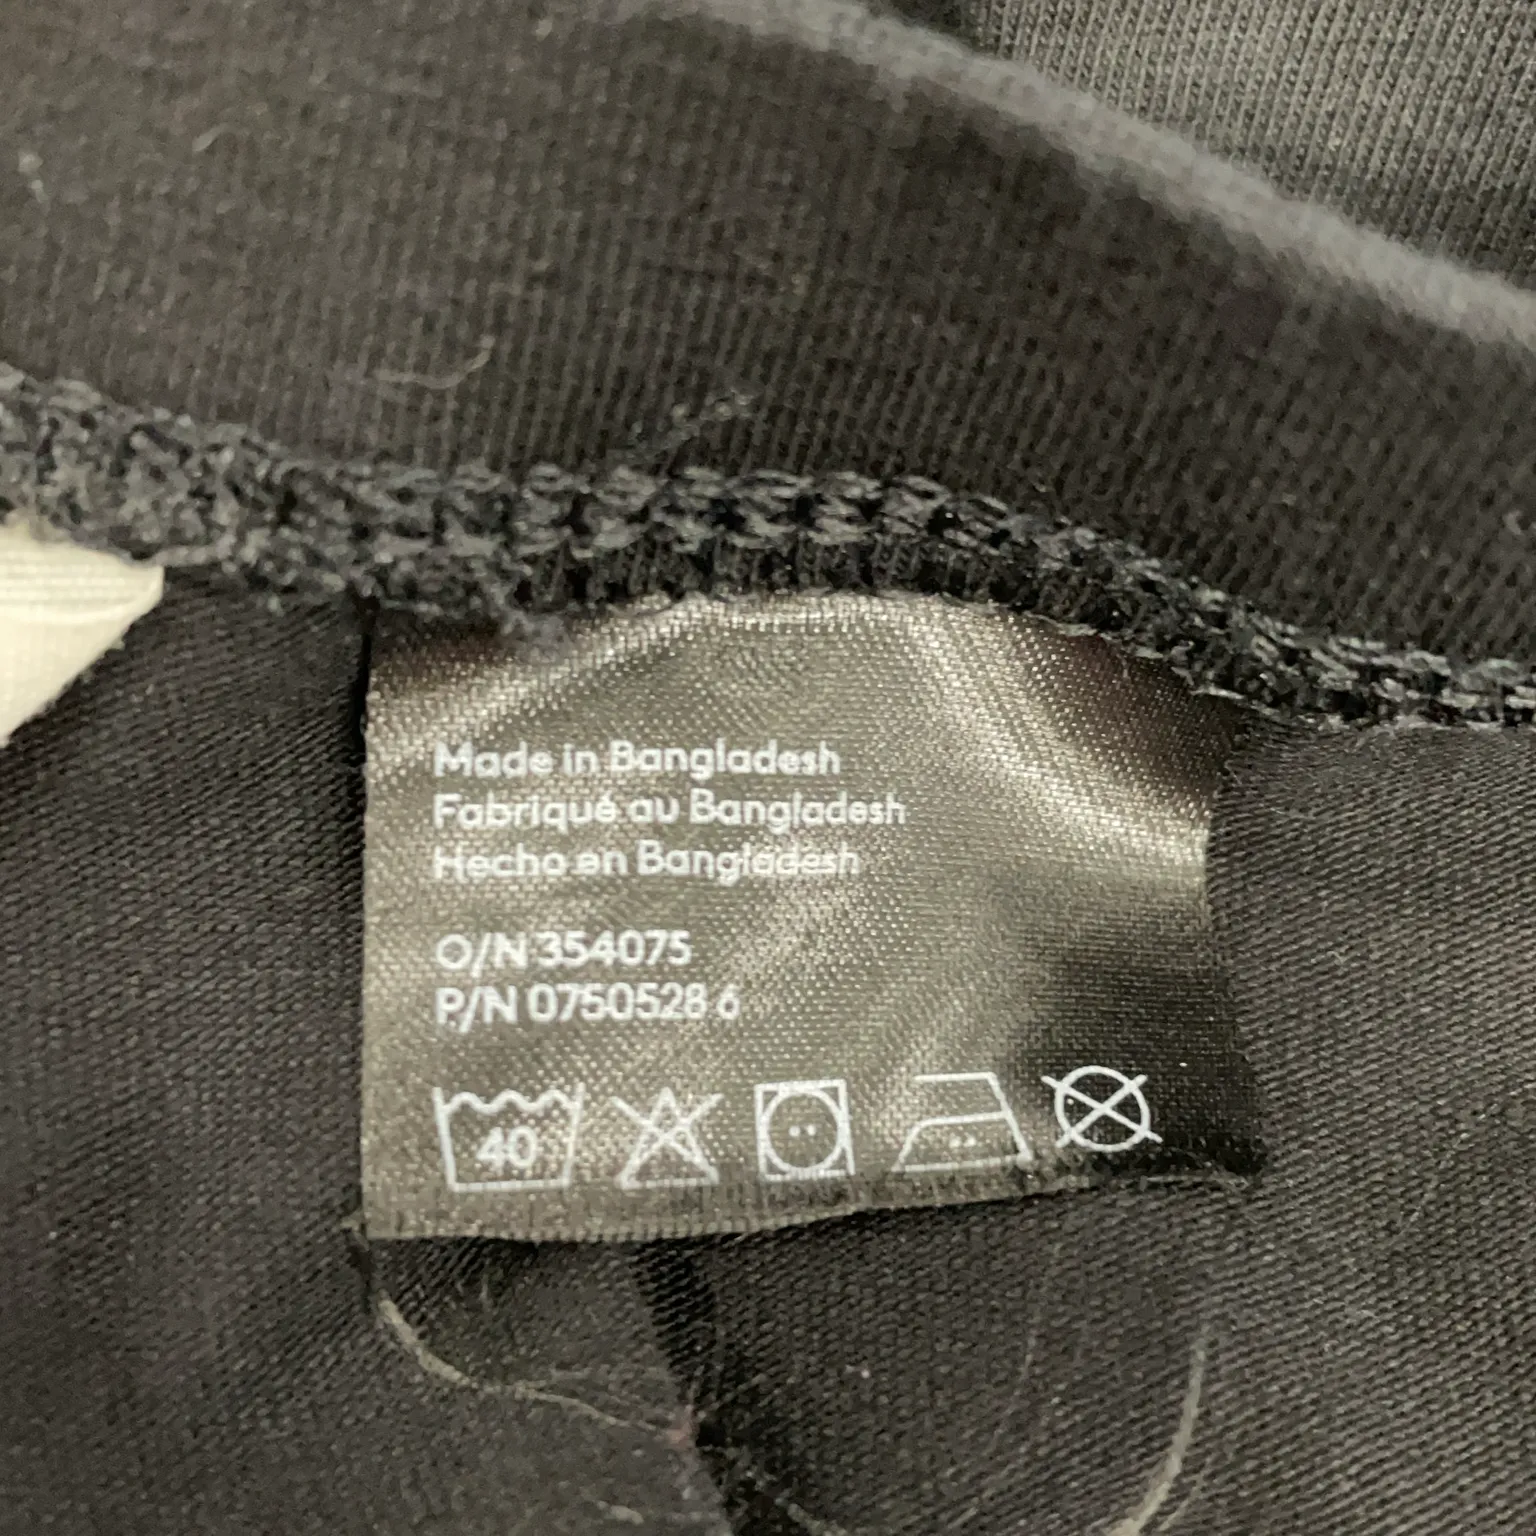 Made in Bangladesh
Fabriqué au Bangladesh
Hecho en Bangladesh
O/N 354075
P/N 0750528 6
40